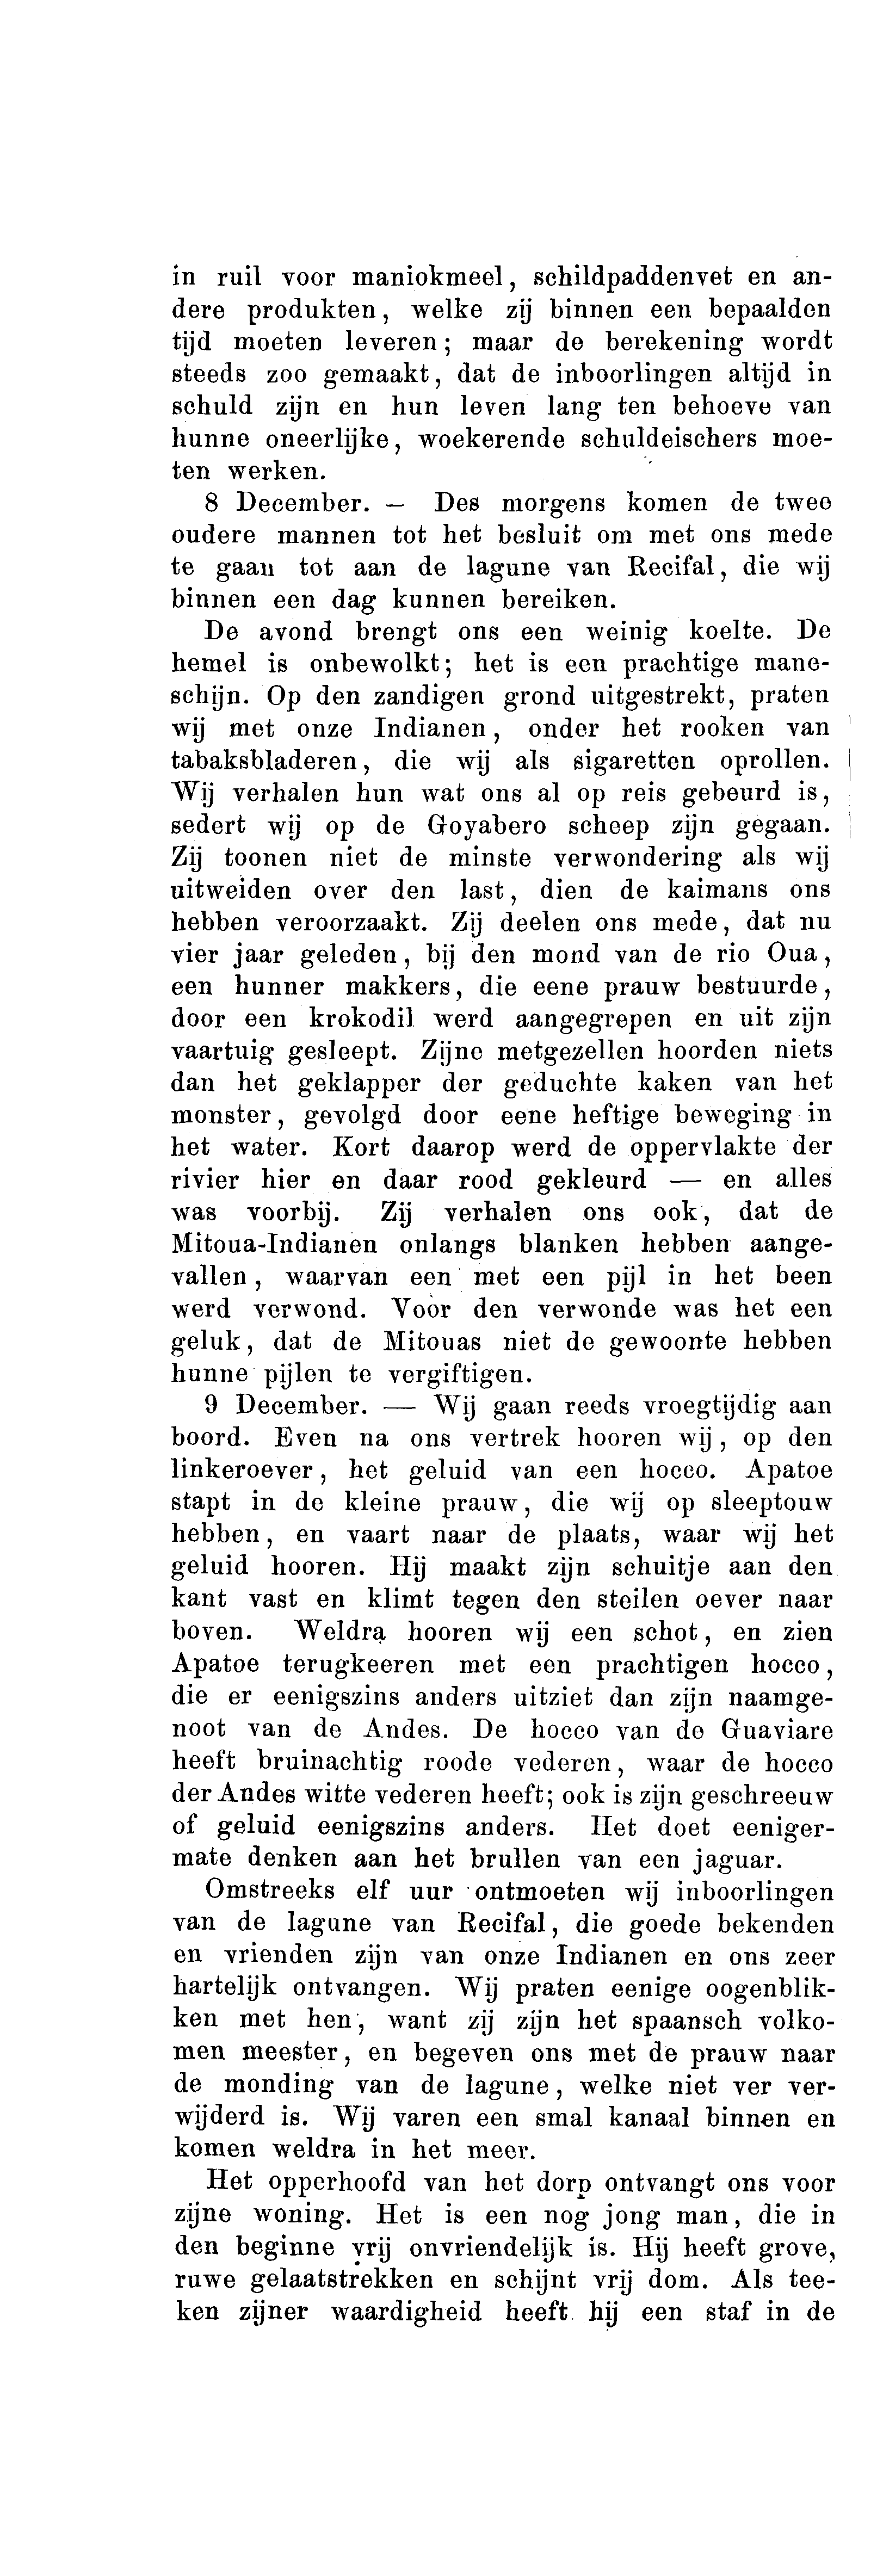 in ruil voor maniokmeel, schildpaddenvet en an-
dere produkten, welke zij binnen een bepaalden
tijd moeten leveren; maar de berekening wordt
steeds zoo gemaakt, dat de inboorlingen altijd in
schuld zijn en hun leven lang ten behoeve van
hunne oneerlijke, woekerende schuldeischers moe-
ten werken.
8 December. — Des morgens komen de twee
oudere mannen tot het besluit om met ons mede
te gaan tot aan de lagune van Recifal, die wij
binnen een dag kunnen bereiken.
De avond brengt ons een weinig koelte. De
hemel is onbewolkt; het is een prachtige mane-
schijn. Op den zandigen grond uitgestrekt, praten
wij met onze Indianen, onder het rooken van
tabaksbladeren, die wij als sigaretten oprollen.
Wij verhalen hun wat ons al op reis gebeurd is,
sedert wij op de Goyabero scheep zijn gegaan.
Zij toonen niet de minste verwondering als wij
uitweiden over den last, dien de kaimans ons
hebben veroorzaakt. Zij deelen ons mede, dat nu
vier jaar geleden, bij den mond van de rio Oua,
een hunner makkers, die eene prauw bestuurde,
door een krokodil werd aangegrepen en uit zijn
vaartuig gesleept. Zijne metgezellen hoorden niets
dan het geklapper der geduchte kaken van het
monster, gevolgd door eene heftige beweging in
het water. Kort daarop werd de oppervlakte der
rivier hier en daar rood gekleurd — en alles
was voorbij. Zij verhalen ons ook, dat de
Mitoua-Indianen onlangs blanken hebben aange-
vallen, waarvan een met een pijl in het been
werd verwond. Voor den verwonde was het een
geluk, dat de Mitouas niet de gewoonte hebben
hunne pijlen te vergiftigen.
9 December. — Wij gaan reeds vroegtijdig aan
boord. Even na ons vertrek hooren wij, op den
linkeroever, het geluid van een hocco. Apatoe
stapt in de kleine prauw, die wij op sleeptouw
hebben, en vaart naar de plaats, waar wij het
geluid hooren. Hij maakt zijn schuitje aan den
kant vast en klimt tegen den steilen oever naar
boven. Weldra hooren wij een schot, en zien
Apatoe terugkeeren met een prachtigen hocco,
die er eenigszins anders uitziet dan zijn naamge-
noot van de Andes. De hocco van de Guaviare
heeft bruinachtig roode vederen, waar de hocco
der Andes witte vederen heeft; ook is zijn geschreeuw
of geluid eenigszins anders. Het doet eeniger-
mate denken aan het brullen van een jaguar.
Omstreeks elf uur ontmoeten wij inboorlingen
van de lagune van Recifal, die goede bekenden
en vrienden zijn van onze Indianen en ons zeer
hartelijk ontvangen. Wij praten eenige oogenblik-
ken met hen, want zij zijn het spaansch volko-
men meester, en begeven ons met de prauw naar
de monding van de lagune, welke niet ver ver-
wijderd is. Wij varen een smal kanaal binnen en
komen weldra in het meer.
Het opperhoofd van het dorp ontvangt ons voor
zijne woning. Het is een nog jong man, die in
den beginne vrij onvriendelijk is. Hij heeft grove,
ruwe gelaatstrekken en schijnt vrij dom. Als tee-
ken zijner waardigheid heeft hij een staf in de